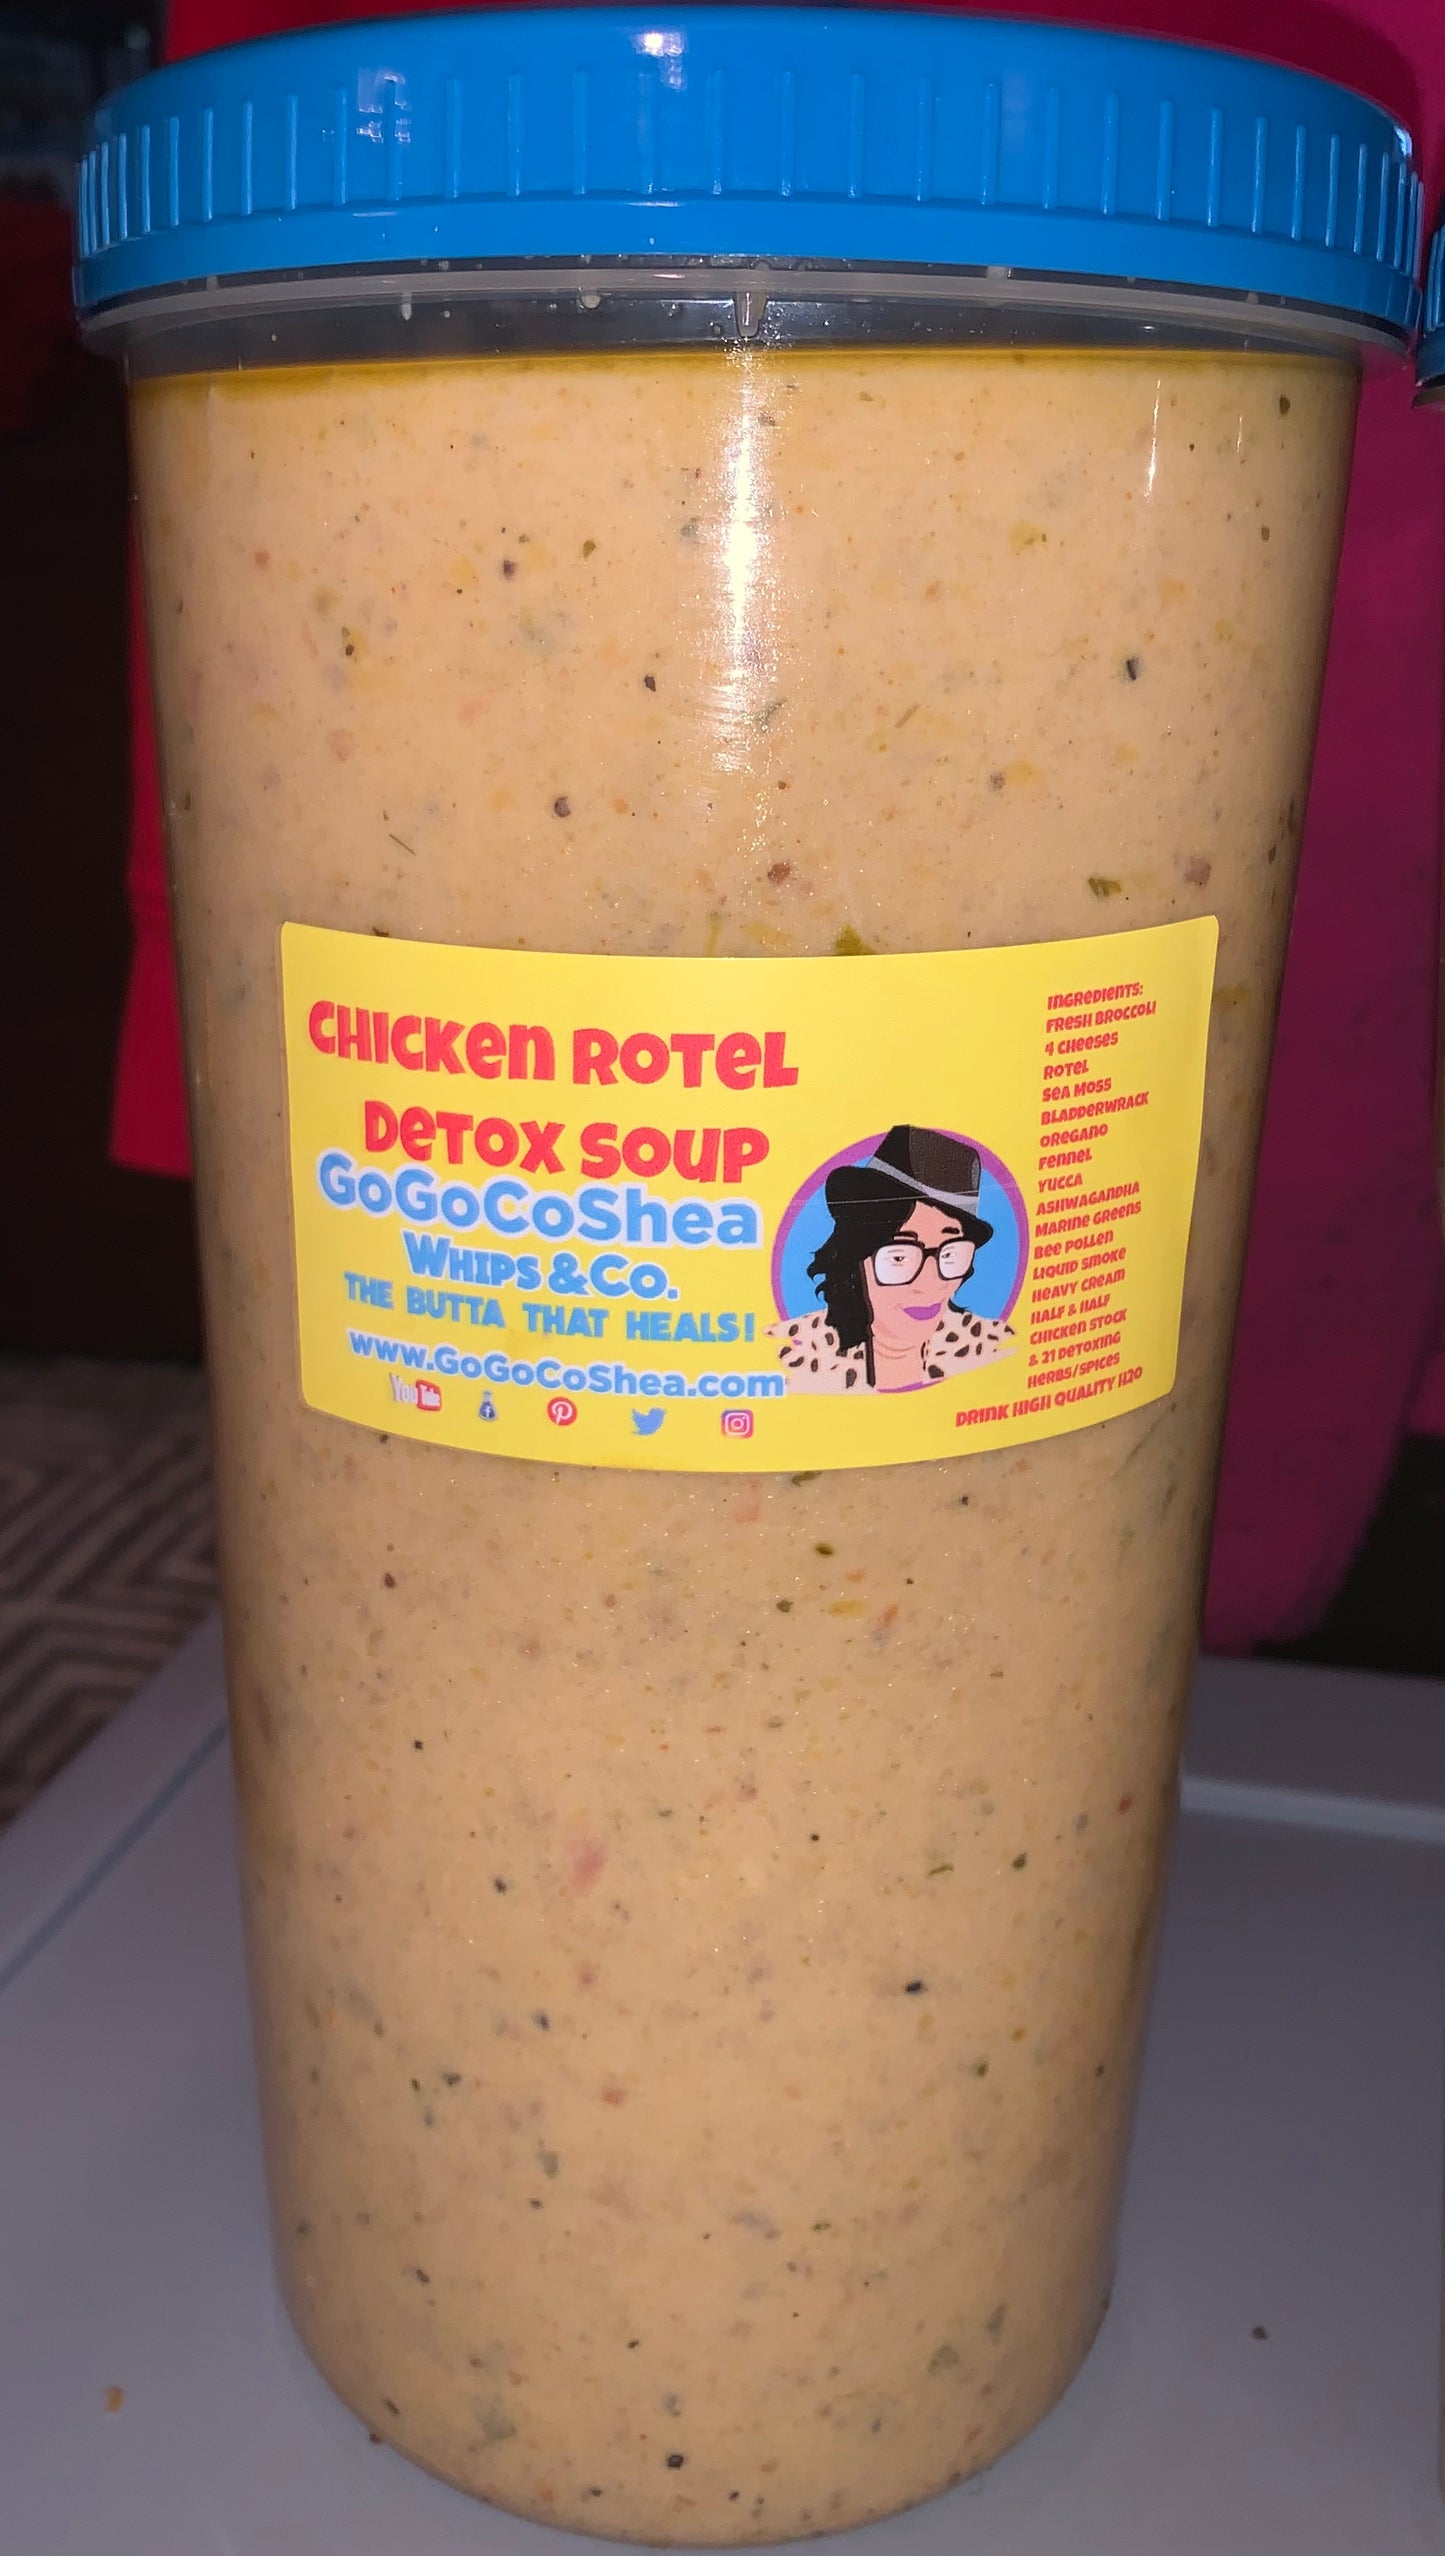 CHICKEN ROTEL
DETOX SOUP
GoGoCoShea
WHIPS & CO.
THE BUTTA THAT HEALS!
www.GoGoCoShea.com
YouTube
INGREDIENTS:
FRESH BROCCOLI
4 CHEESES
ROTEL
SEA MOSS
BLADDERWRACK
OREGANO
FENNEL
YUCCA
ASHWAGANDHA
MARINE GREENS
BEE POLLEN
LIQUID SMOKE
HEAVY CREAM
HALF & HALF
CHICKEN STOCK
& 21 DETOXING
HERBS/SPICES
DRINK HIGH QUALITY H2O